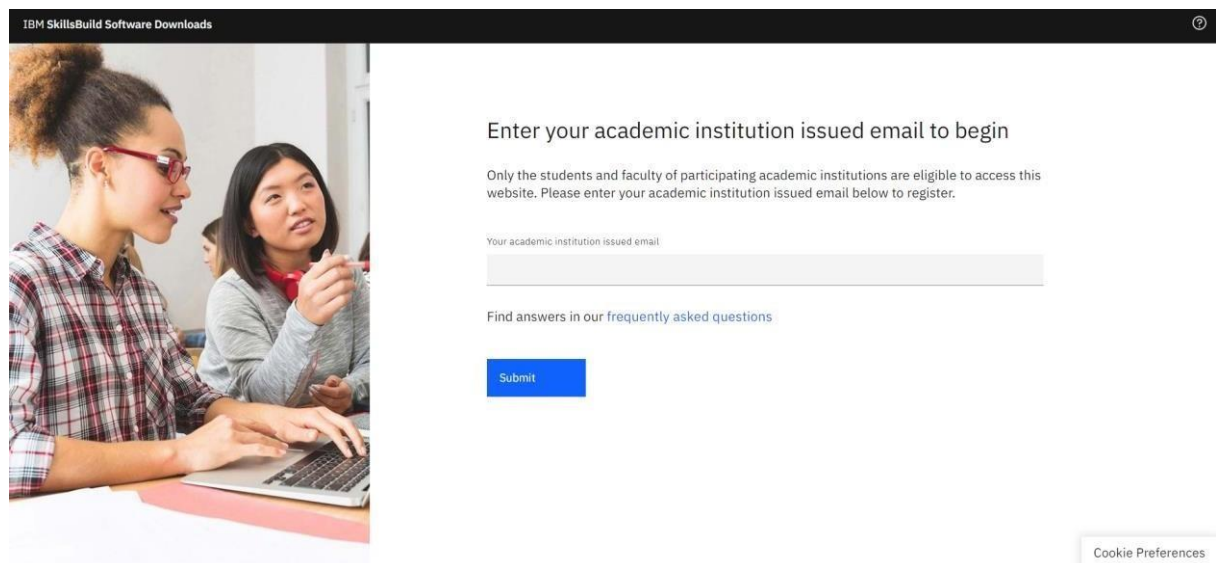 IBM SkillsBuild Software Downloads
Enter your academic institution issued email to begin
Only the students and faculty of participating academic institutions are eligible to access this
website. Please enter your academic institution issued email below to register.
Your academic institution issued email
Find answers in our frequently asked questions
Submit
Cookie Preferences